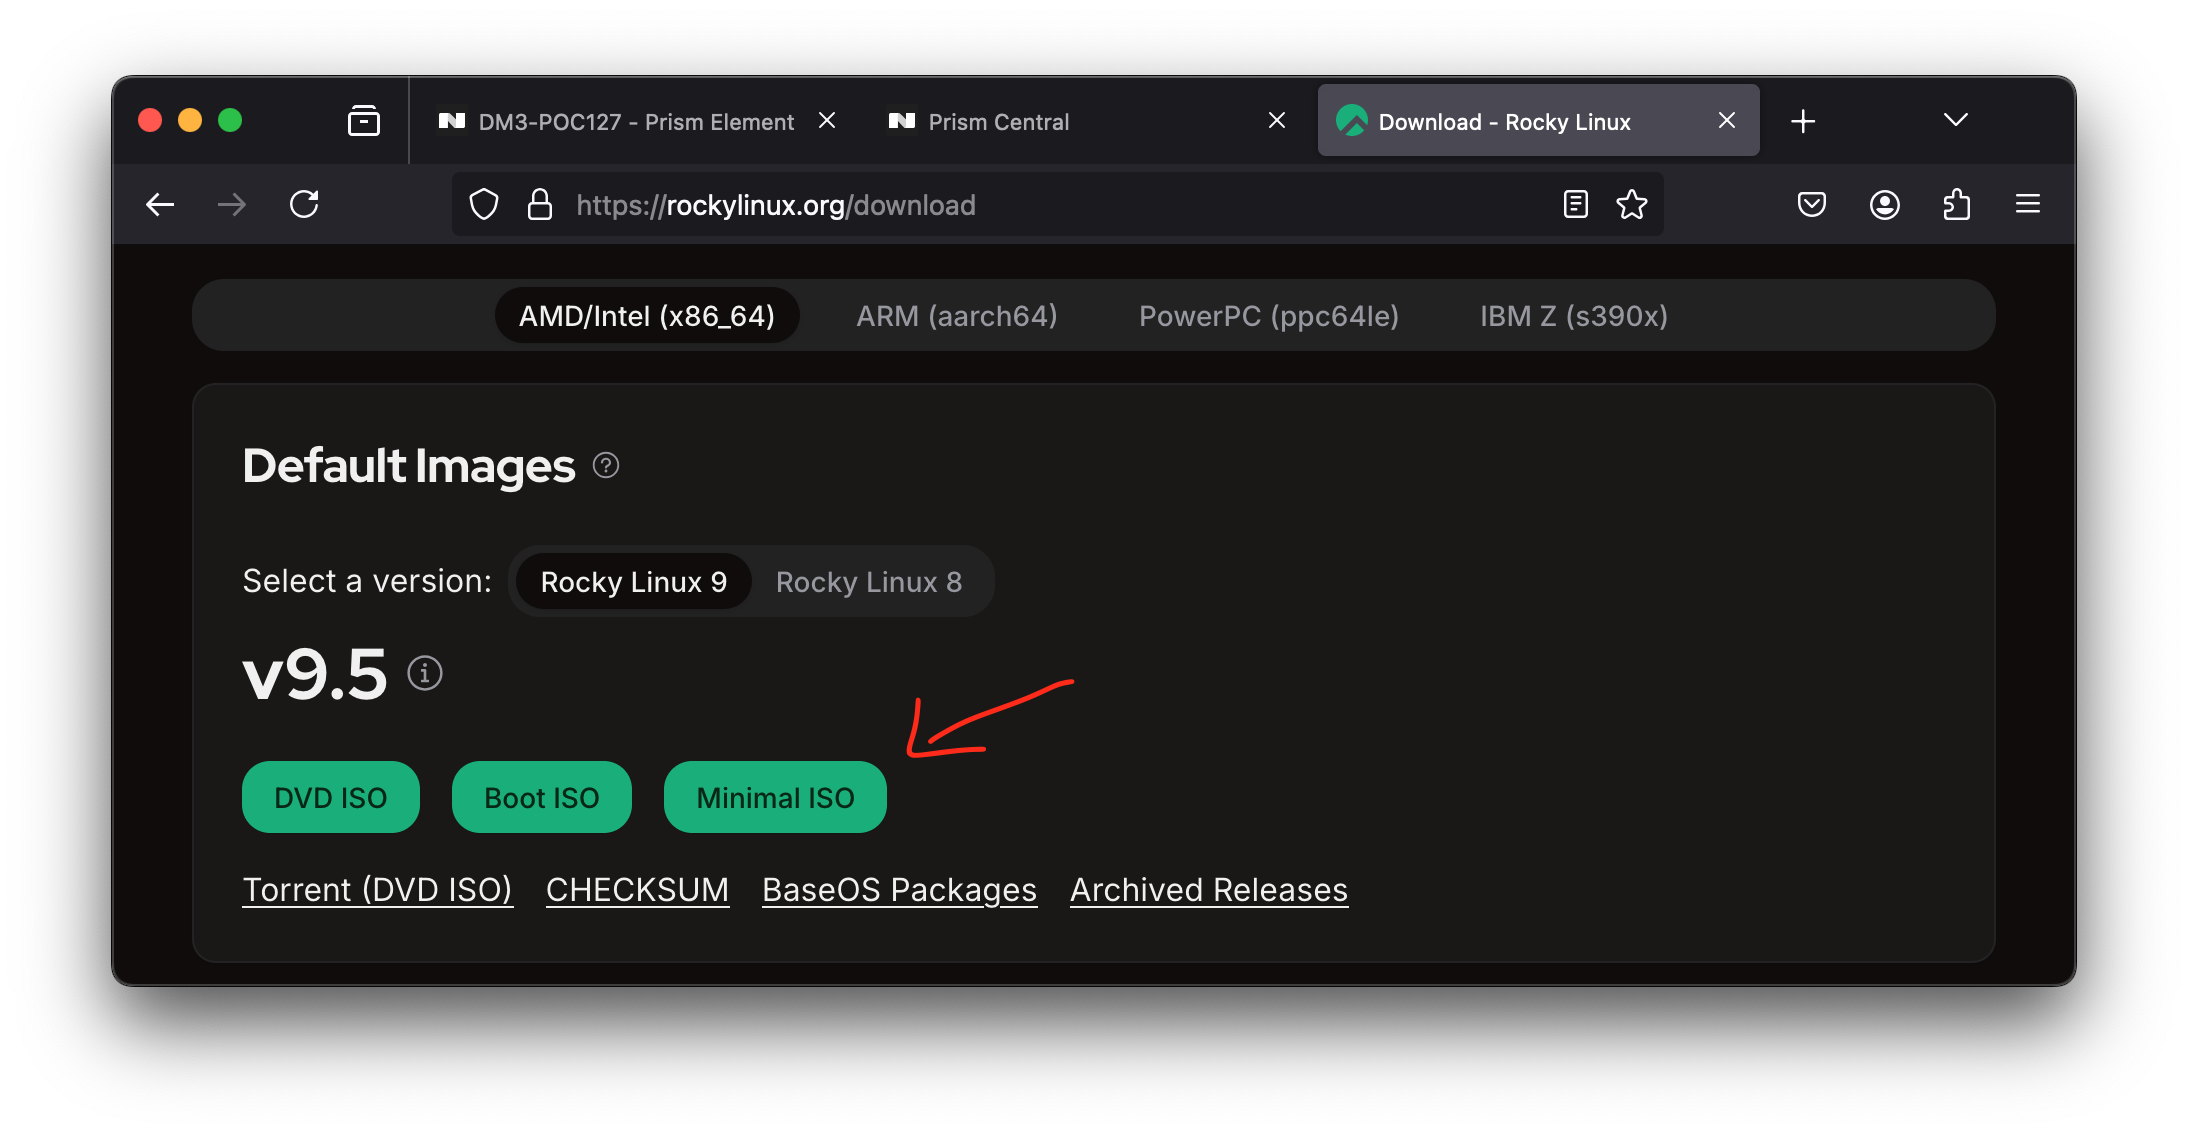 DM3-POC127 - Prism Element
Prism Central
Download - Rocky Linux
https://rockylinux.org/download
AMD/Intel (x86_64)
ARM (aarch64)
PowerPC (ppc64le)
IBM Z (s390x)
Default Images
Select a version:
Rocky Linux 9
Rocky Linux 8
v9.5
DVD ISO
Boot ISO
Minimal ISO
Torrent (DVD ISO)
CHECKSUM
BaseOS Packages
Archived Releases